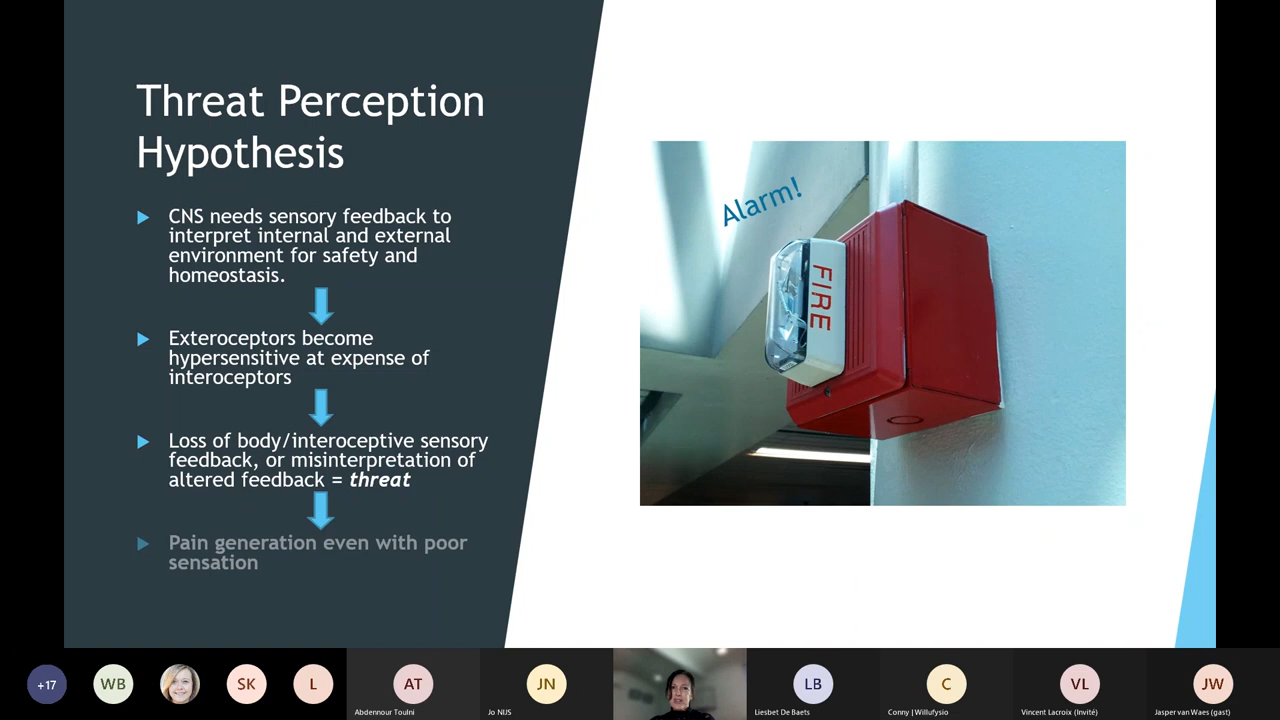 Threat Perception
Hypothesis
CNS needs sensory feedback to
interpret internal and external
environment for safety and
homeostasis.
Exteroceptors become
hypersensitive at expense of
interoceptors
Loss of body/interoceptive sensory
feedback, or misinterpretation of
altered feedback = threat
Pain generation even with poor
sensation
Alarm!
FIRE
+17
WB
SK
L
AT
JN
LB
C
VL
JW
Abdennour Toulni
Jo NIJS
Liesbet De Baets
Conny | Willufysio
Vincent Lacroix (Invité)
Jasper van Waes (gast)